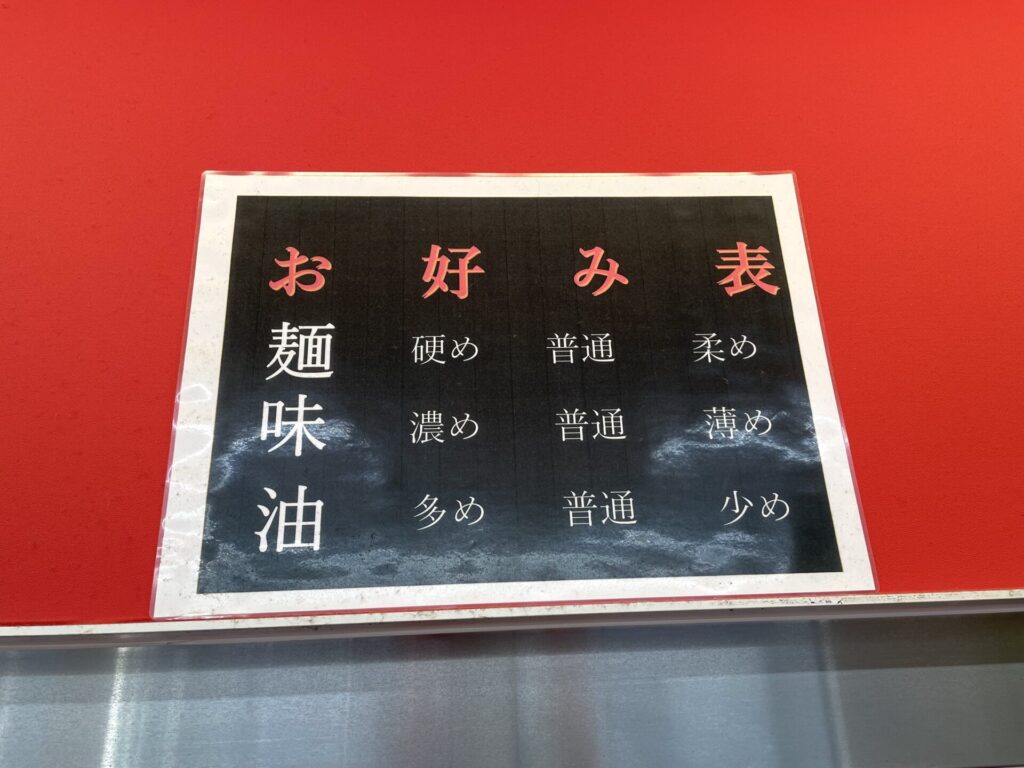 お好み表
麺 硬め 普通 柔め
味 濃め 普通 薄め
油 多め 普通 少め